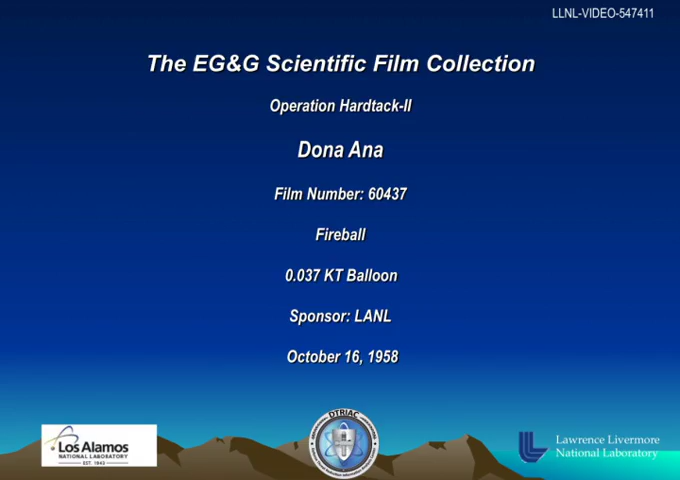 LLNL-VIDEO-547411
The EG&G Scientific Film Collection
Operation Hardtack-II
Dona Ana
Film Number: 60437
Fireball
0.037 KT Balloon
Sponsor: LANL
October 16, 1958
DTRIAC
Los Alamos
NATIONAL LABORATORY
EST. 1943
Lawrence Livermore
National Laboratory